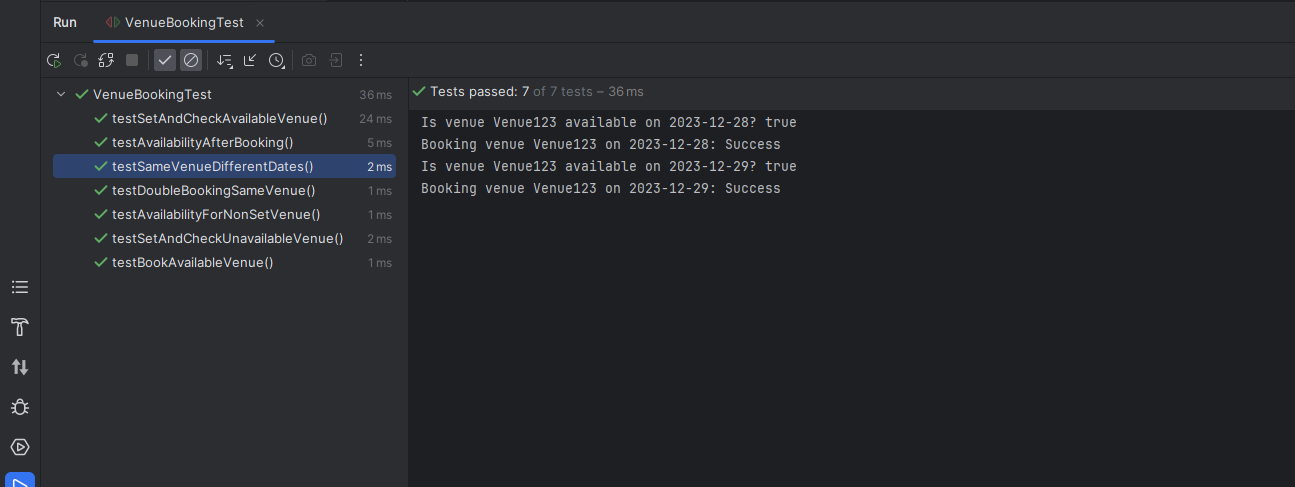 Run VenueBookingTest
VenueBookingTest 36 ms
testSetAndCheckAvailableVenue() 24 ms
testAvailabilityAfterBooking() 5 ms
testSameVenueDifferentDates() 2 ms
testDoubleBookingSameVenue() 1 ms
testAvailabilityForNonSetVenue() 1 ms
testSetAndCheckUnavailableVenue() 2 ms
testBookAvailableVenue() 1 ms
Tests passed: 7 of 7 tests – 36 ms
Is venue Venue123 available on 2023-12-28? true
Booking venue Venue123 on 2023-12-28: Success
Is venue Venue123 available on 2023-12-29? true
Booking venue Venue123 on 2023-12-29: Success